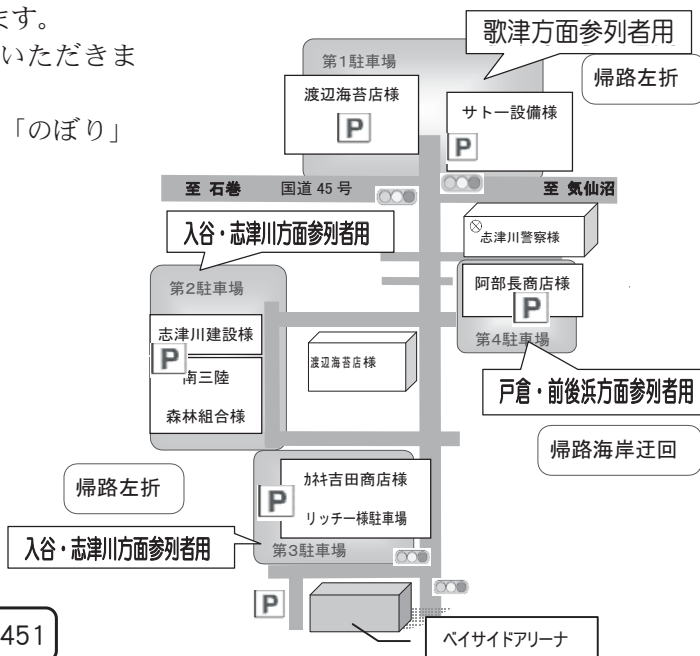 ます。
いただきま
「のぼり」
歌津方面参列者用
第1駐車場
帰路左折
渡辺海苔店様
P
サトー設備様
P
至 石巻 国道 45 号
至 気仙沼
入谷・志津川方面参列者用
志津川警察様
第2駐車場
阿部長商店様
P
志津川建設様
P
第4駐車場
南三陸
森林組合様
渡辺海苔店様
戸倉・前後浜方面参列者用
帰路海岸迂回
帰路左折
カネキ吉田商店様
P
リッチー様駐車場
入谷・志津川方面参列者用
第3駐車場
P
451
ベイサイドアリーナ